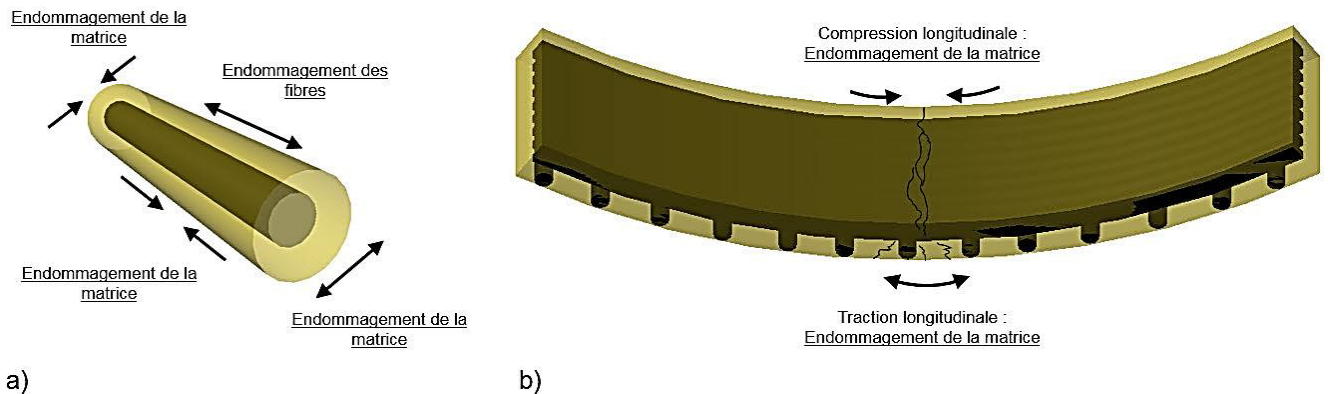 Endommagement de la
matrice
Endommagement des
fibres
Endommagement de la
matrice
Endommagement de la
matrice
a)
Compression longitudinale :
Endommagement de la matrice
Traction longitudinale :
Endommagement de la matrice
b)